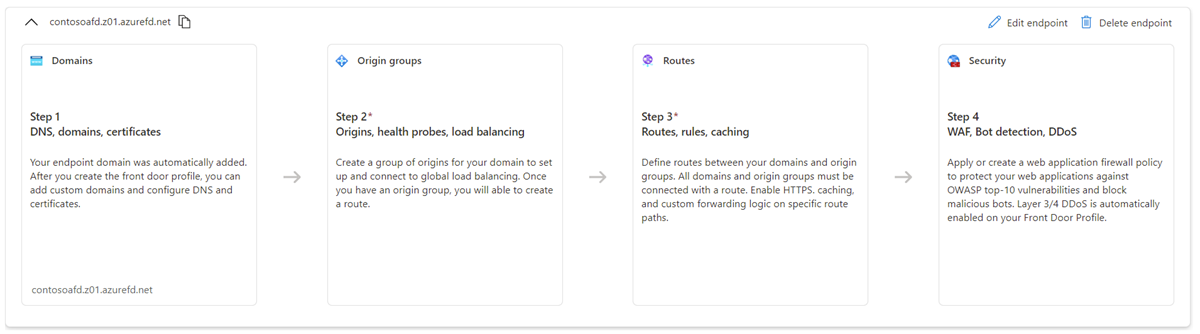 contosoafd.z01.azurefd.net
Edit endpoint
Delete endpoint
Domains
Step 1
DNS, domains, certificates
Your endpoint domain was automatically added.
After you create the front door profile, you can
add custom domains and configure DNS and
certificates.
contosoafd.z01.azurefd.net
Origin groups
Step 2*
Origins, health probes, load balancing
Create a group of origins for your domain to set
up and connect to global load balancing. Once
you have an origin group, you will able to create
a route.
Routes
Step 3*
Routes, rules, caching
Define routes between your domains and origin
groups. All domains and origin groups must be
connected with a route. Enable HTTPS. caching,
and custom forwarding logic on specific route
paths.
Security
Step 4
WAF, Bot detection, DDoS
Apply or create a web application firewall policy
to protect your web applications against
OWASP top-10 vulnerabilities and block
malicious bots. Layer 3/4 DDoS is automatically
enabled on your Front Door Profile.